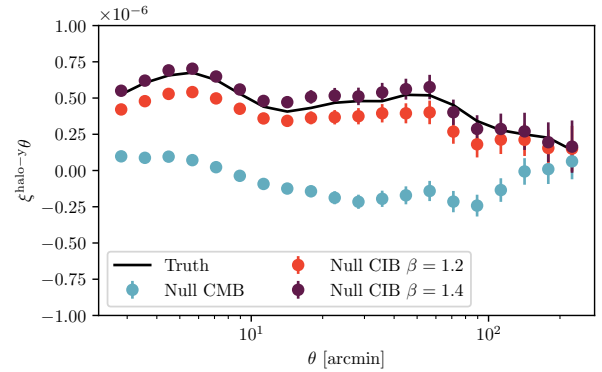 ×10⁻⁶
1.00
0.75
0.50
0.25
0.00
−0.25
−0.50
−0.75
−1.00
ξ^halo−y θ
Truth
Null CMB
Null CIB β = 1.2
Null CIB β = 1.4
10¹ 10²
θ [arcmin]